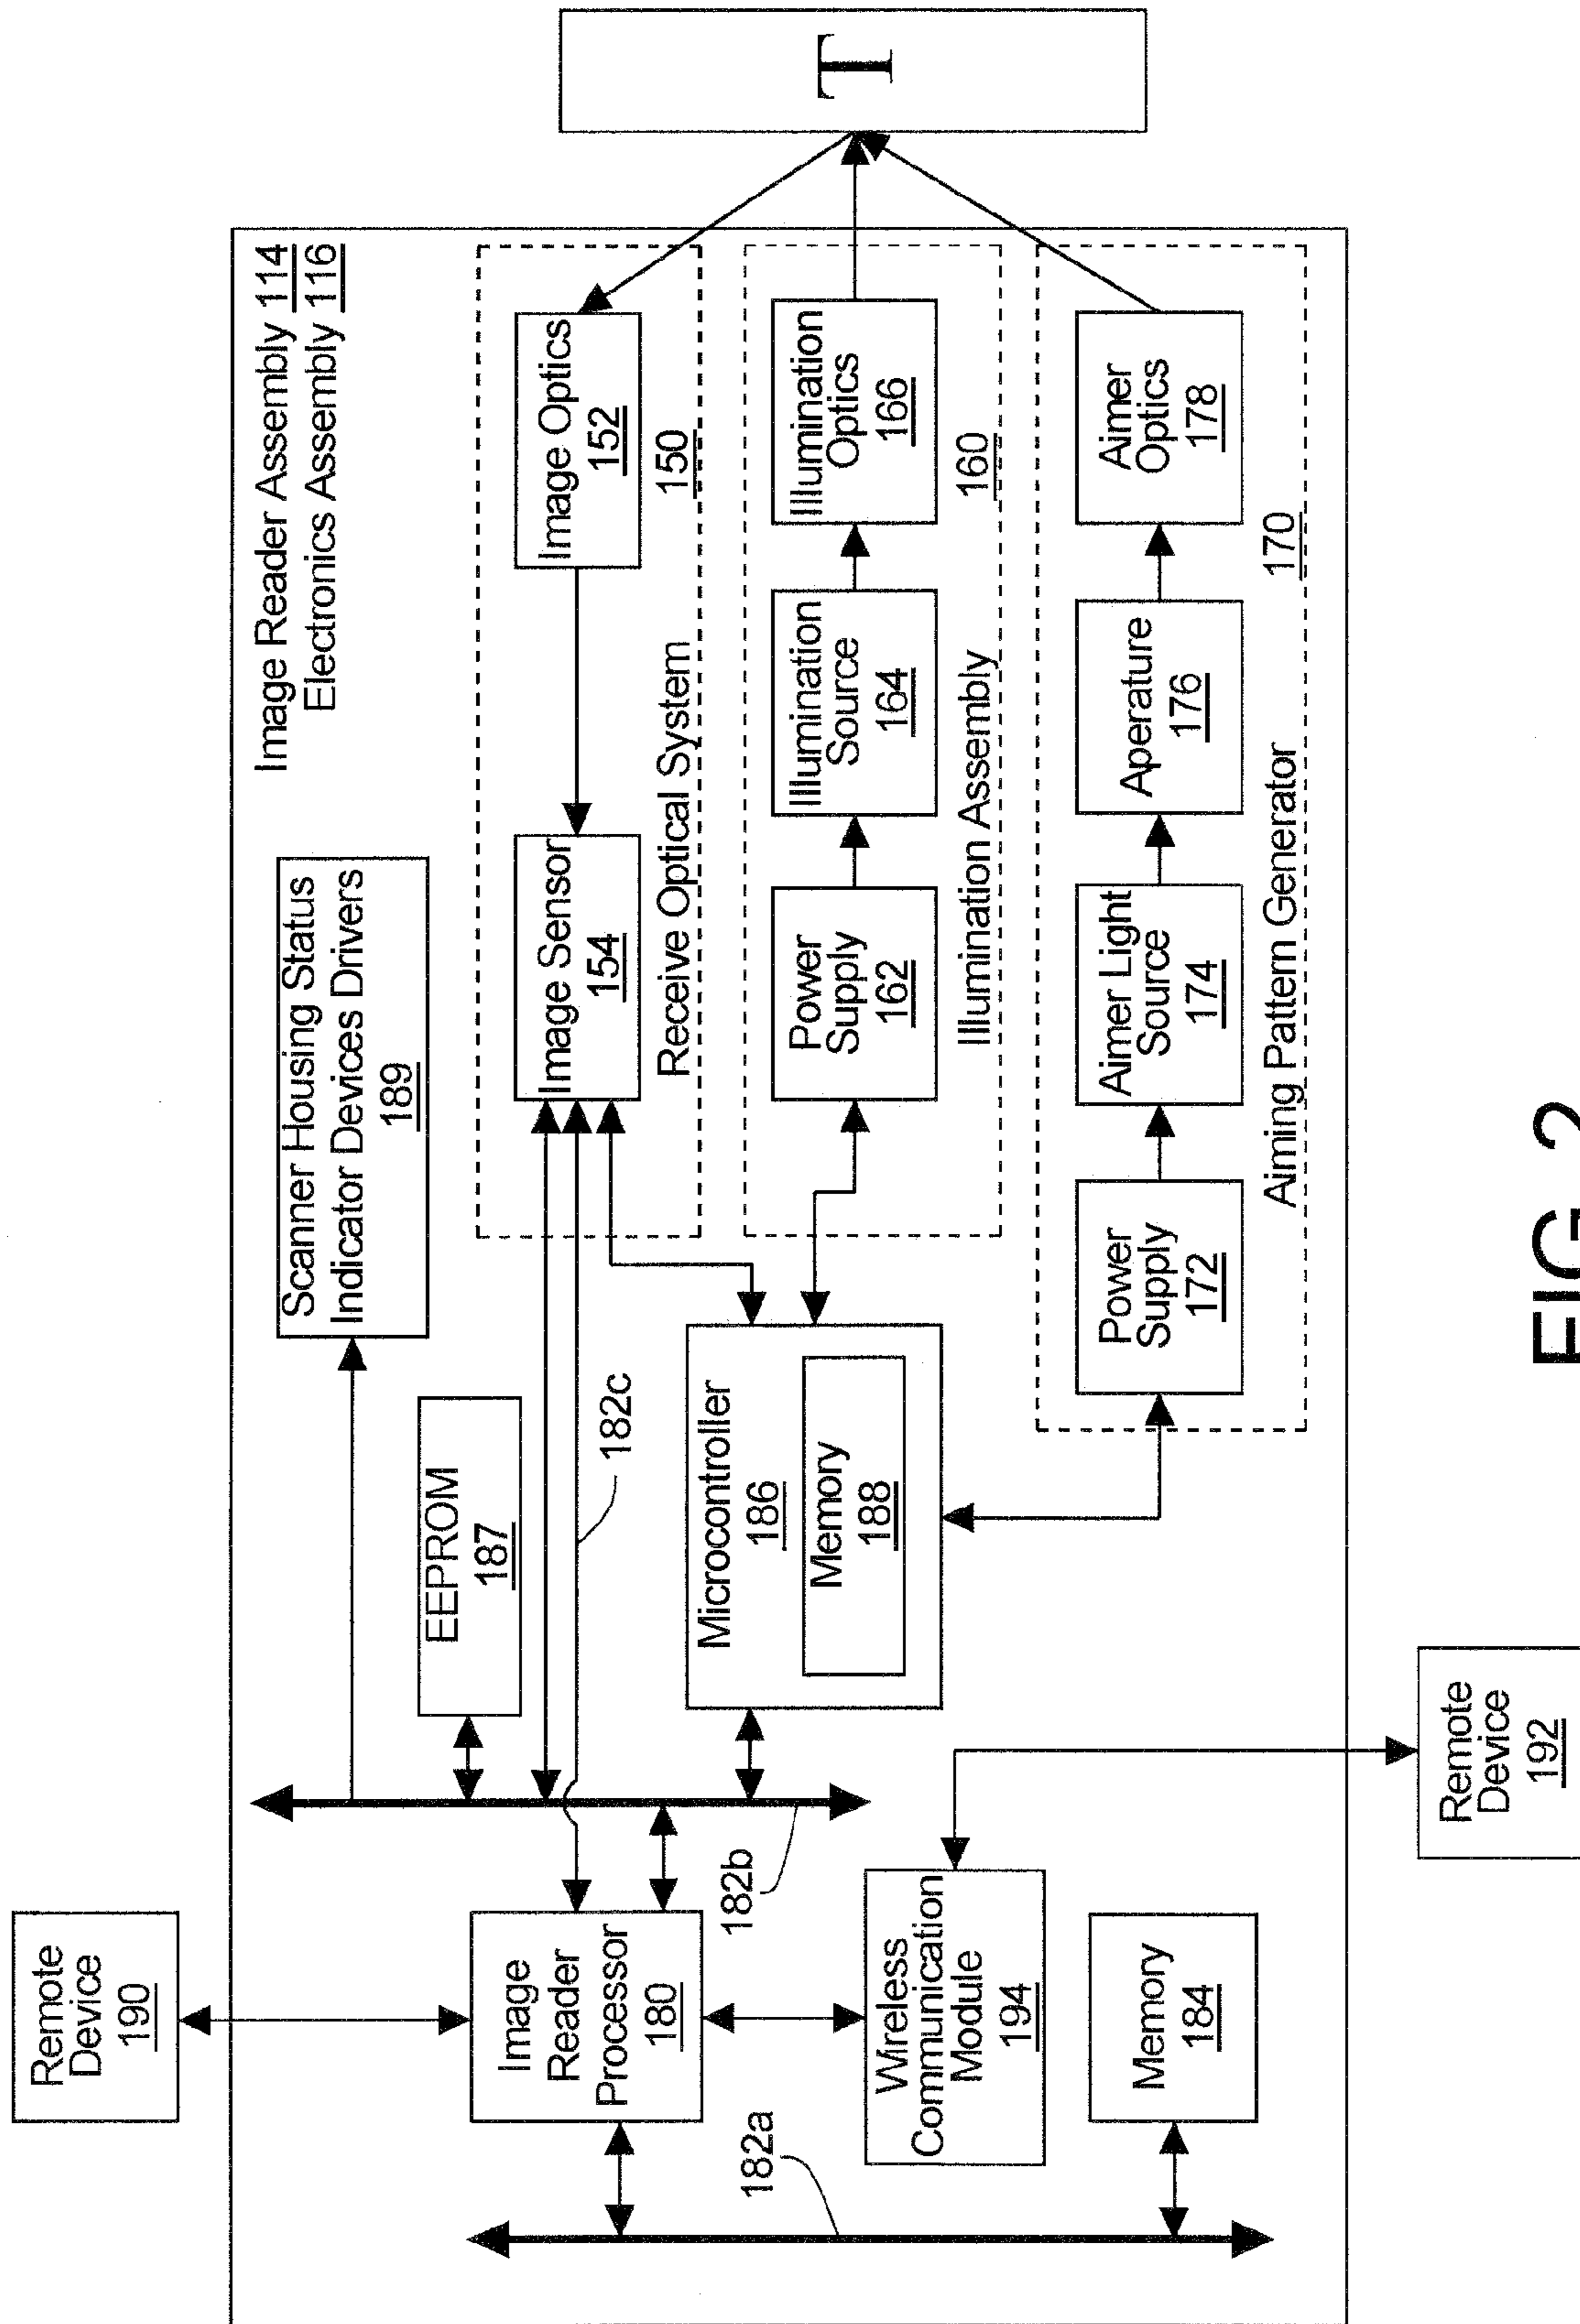 Image Reader Assembly 114
Electronics Assembly 116
Remote
Device
190
Scanner Housing Status
Indicator Devices Drivers
189
EEPROM
187
182c
Image
Reader
Processor
180
182b
Image Sensor
154
Image Optics
152
Receive Optical System
150
182a
Microcontroller
186
Memory
188
Power
Supply
162
Illumination
Source
164
Illumination
Optics
166
Illumination Assembly
160
T
Wireless
Communication
Module
194
Memory
184
Power
Supply
172
Aimer Light
Source
174
Aperature
176
Aimer
Optics
178
Aiming Pattern Generator
170
Remote
Device
192